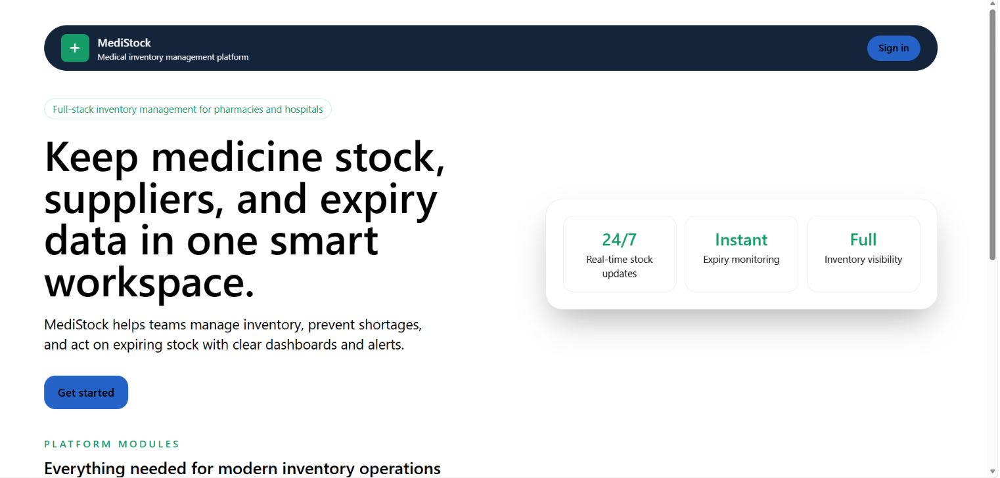 +
MediStock
Medical inventory management platform
Sign in
Full-stack inventory management for pharmacies and hospitals
Keep medicine stock,
suppliers, and expiry
data in one smart
workspace.
MediStock helps teams manage inventory, prevent shortages,
and act on expiring stock with clear dashboards and alerts.
Get started
24/7
Real-time stock
updates
Instant
Expiry monitoring
Full
Inventory visibility
PLATFORM MODULES
Everything needed for modern inventory operations